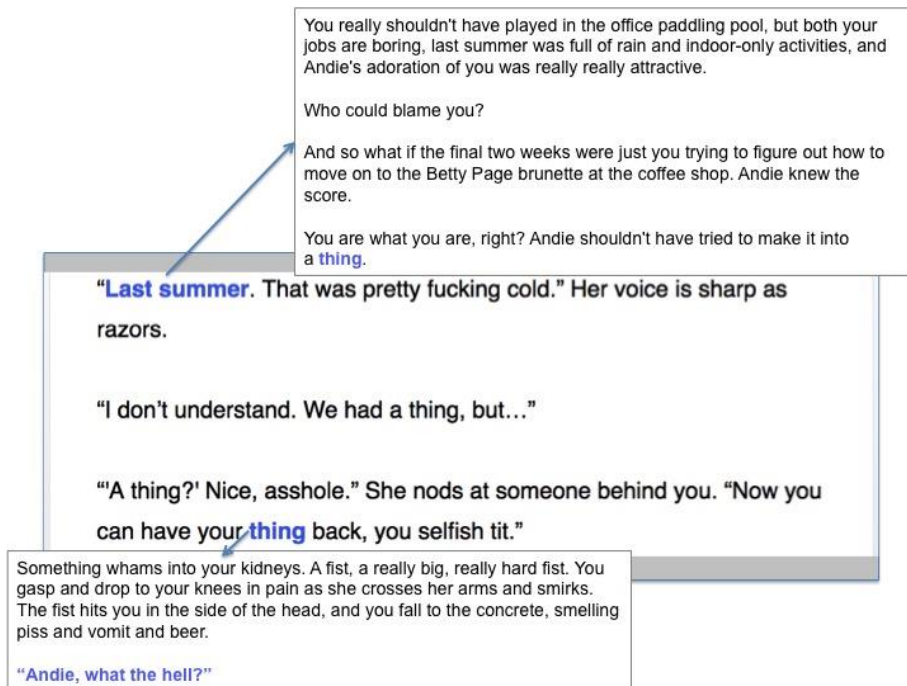 You really shouldn't have played in the office paddling pool, but both your
jobs are boring, last summer was full of rain and indoor-only activities, and
Andie's adoration of you was really really attractive.
Who could blame you?
And so what if the final two weeks were just you trying to figure out how to
move on to the Betty Page brunette at the coffee shop. Andie knew the
score.
You are what you are, right? Andie shouldn't have tried to make it into
a thing.
“Last summer. That was pretty fucking cold.” Her voice is sharp as
razors.
“I don’t understand. We had a thing, but…”
“'A thing?' Nice, asshole.” She nods at someone behind you. “Now you
can have your thing back, you selfish tit.”
Something whams into your kidneys. A fist, a really big, really hard fist. You
gasp and drop to your knees in pain as she crosses her arms and smirks.
The fist hits you in the side of the head, and you fall to the concrete, smelling
piss and vomit and beer.
“Andie, what the hell?”